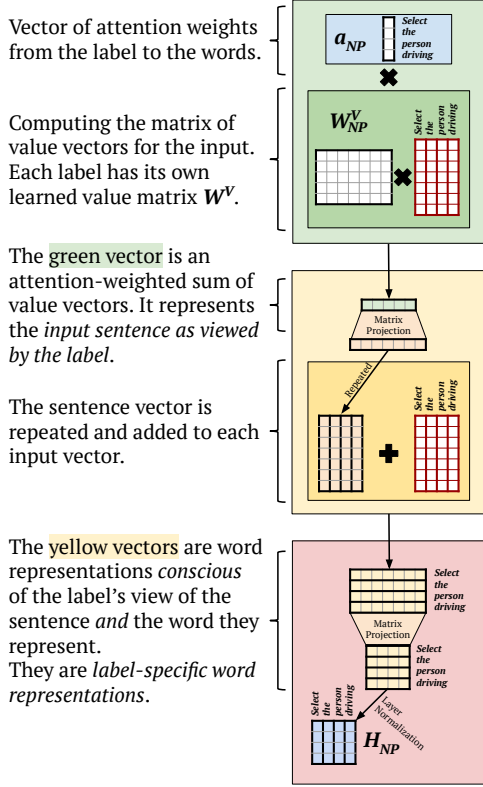 Vector of attention weights
from the label to the words.
a_NP
Select
the
person
driving
Computing the matrix of
value vectors for the input.
Each label has its own
learned value matrix W^V.
W^V_NP
Select
the
person
driving
The green vector is an
attention-weighted sum of
value vectors. It represents
the input sentence as viewed
by the label.
Matrix
Projection
Repeated
The sentence vector is
repeated and added to each
input vector.
Select
the
person
driving
The yellow vectors are word
representations conscious
of the label's view of the
sentence and the word they
represent.
They are label-specific word
representations.
Select
the
person
driving
Matrix
Projection
Select
the
person
driving
Layer
Normalization
Select
the
person
driving
H_NP